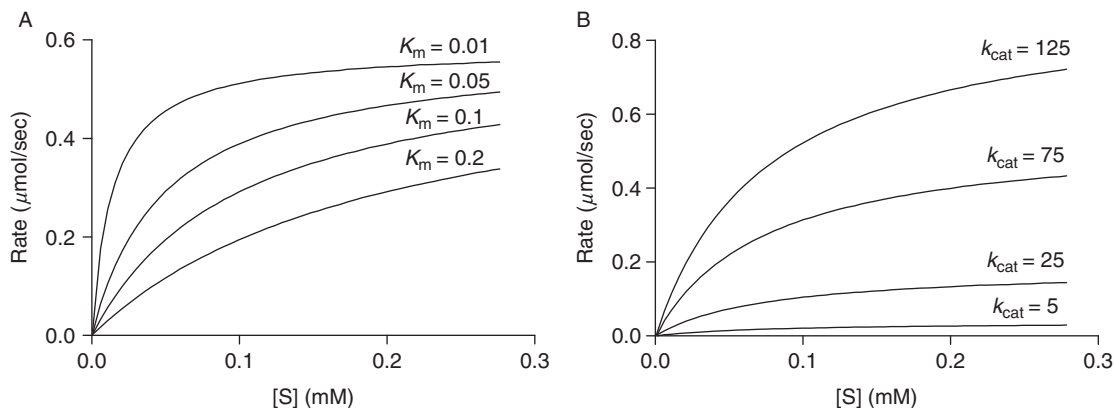 A
Rate (μmol/sec)
0.6
0.4
0.2
0.0
0.0
0.1
0.2
0.3
[S] (mM)
Km = 0.01
Km = 0.05
Km = 0.1
Km = 0.2
B
Rate (μmol/sec)
0.8
0.6
0.4
0.2
0.0
0.0
0.1
0.2
0.3
[S] (mM)
kcat = 125
kcat = 75
kcat = 25
kcat = 5